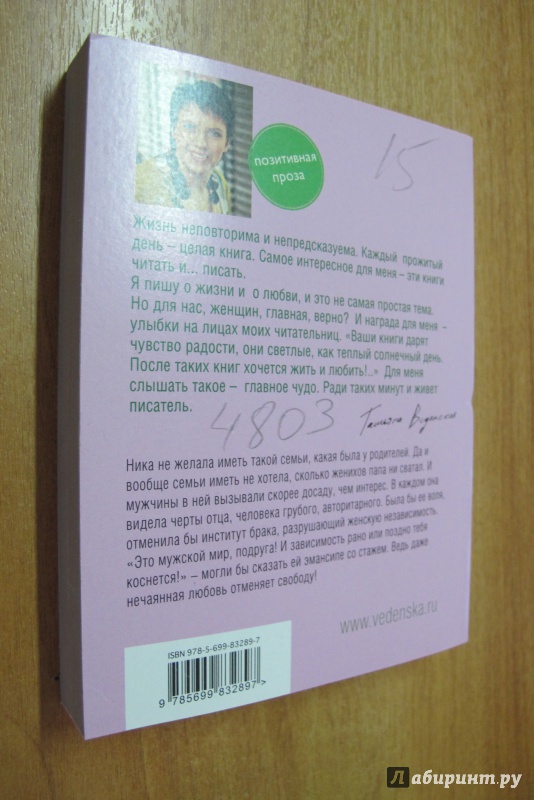 15
позитивная
проза
Жизнь неповторима и непредсказуема. Каждый прожитый
день – целая книга. Самое интересное для меня – эти книги
читать и... писать.
Я пишу о жизни и о любви, и это не самая простая тема.
Но для нас, женщин, главная, верно? И награда для меня –
улыбки на лицах моих читательниц. «Ваши книги дарят
чувство радости, они светлые, как теплый солнечный день.
После таких книг хочется жить и любить!..» Для меня
слышать такое – главное чудо. Ради таких минут и живет
писатель.
4803 Татьяна Веденская
Ника не желала иметь такой семьи, какая была у родителей. Да и
вообще семьи иметь не хотела, сколько женихов папа ни сватал. И
мужчины в ней вызывали скорее досаду, чем интерес. В каждом она
видела черты отца, человека грубого, авторитарного. Была бы ее воля,
отменила бы институт брака, разрушающий женскую независимость.
«Это мужской мир, подруга! И зависимость рано или поздно тебя
коснется!» – могли бы сказать ей эмансипе со стажем. Ведь даже
нечаянная любовь отменяет свободу!
www.vedenska.ru
ISBN 978-5-699-83289-7
9 785699 832897 >
Лабиринт.ру